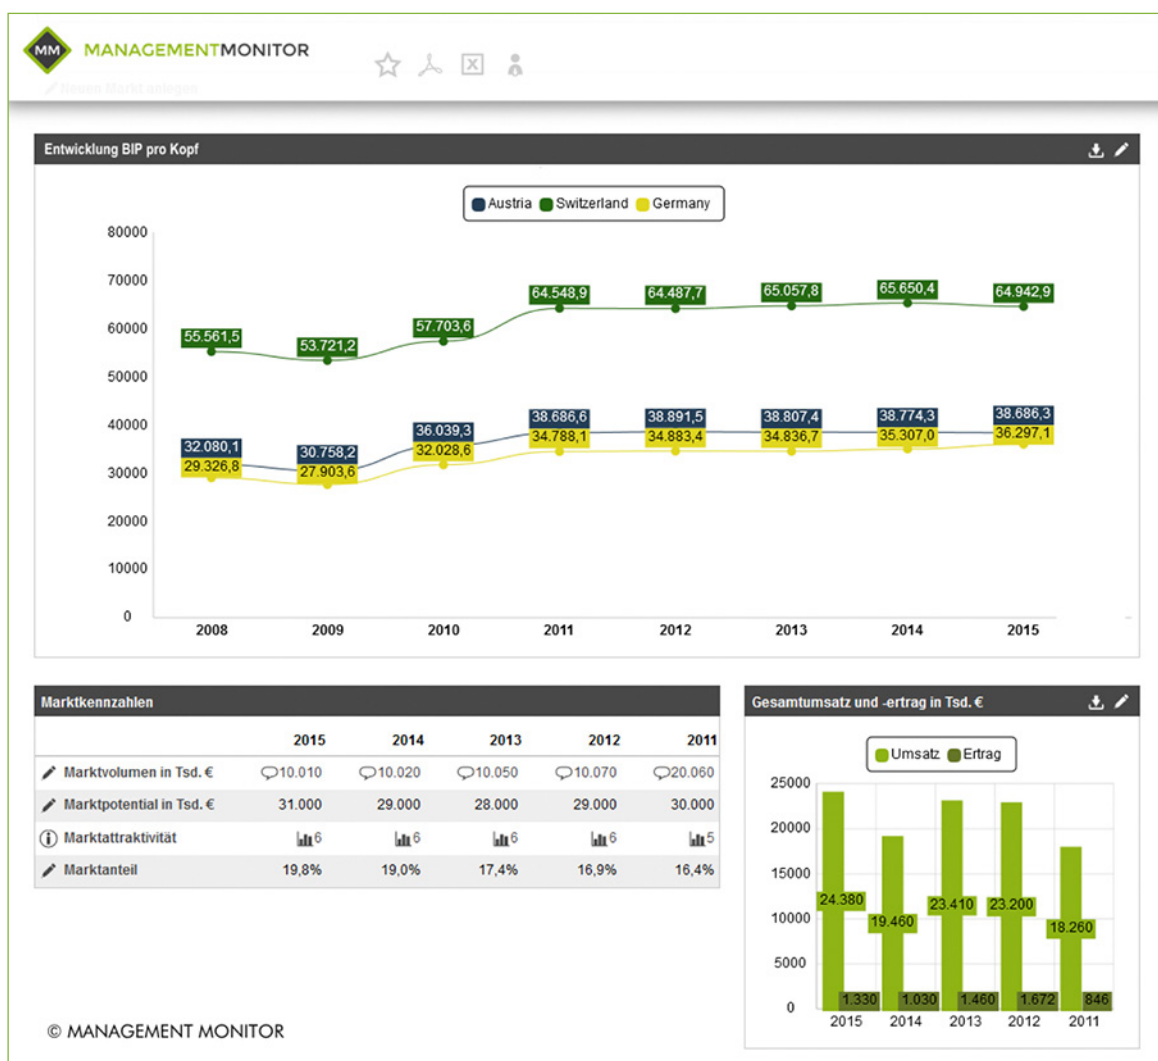 MM MANAGEMENTMONITOR
Neuen Markt anlegen
Entwicklung BIP pro Kopf
Austria Switzerland Germany
80000
70000
60000
50000
40000
30000
20000
10000
0
55.561,5 53.721,2 57.703,6 64.548,9 64.487,7 65.057,8 65.650,4 64.942,9
32.080,1 30.758,2 36.039,3 38.686,6 38.891,5 38.807,4 38.774,3 38.686,3
29.326,8 27.903,6 32.028,6 34.788,1 34.883,4 34.836,7 35.307,0 36.297,1
2008 2009 2010 2011 2012 2013 2014 2015
Marktkennzahlen
2015 2014 2013 2012 2011
Marktvolumen in Tsd. € 10.010 10.020 10.050 10.070 20.060
Marktpotential in Tsd. € 31.000 29.000 28.000 29.000 30.000
Marktattraktivität 6 6 6 6 5
Marktanteil 19,8% 19,0% 17,4% 16,9% 16,4%
Gesamtumsatz und -ertrag in Tsd. €
Umsatz Ertrag
25000
20000
15000
10000
5000
0
24.380 19.460 23.410 23.200 18.260
1.330 1.030 1.460 1.672 846
2015 2014 2013 2012 2011
© MANAGEMENT MONITOR